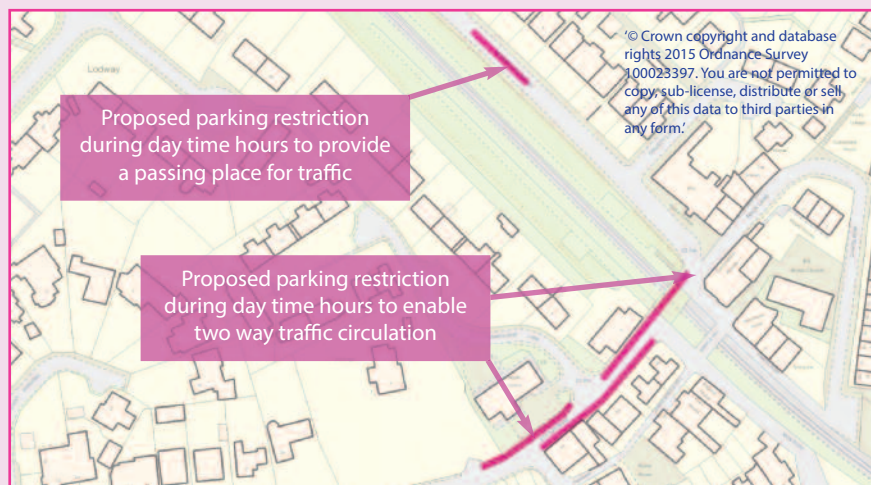 '© Crown copyright and database
rights 2015 Ordnance Survey
100023397. You are not permitted to
copy, sub-license, distribute or sell
any of this data to third parties in
any form.'
Lodway
Proposed parking restriction
during day time hours to provide
a passing place for traffic
Proposed parking restriction
during day time hours to enable
two way traffic circulation